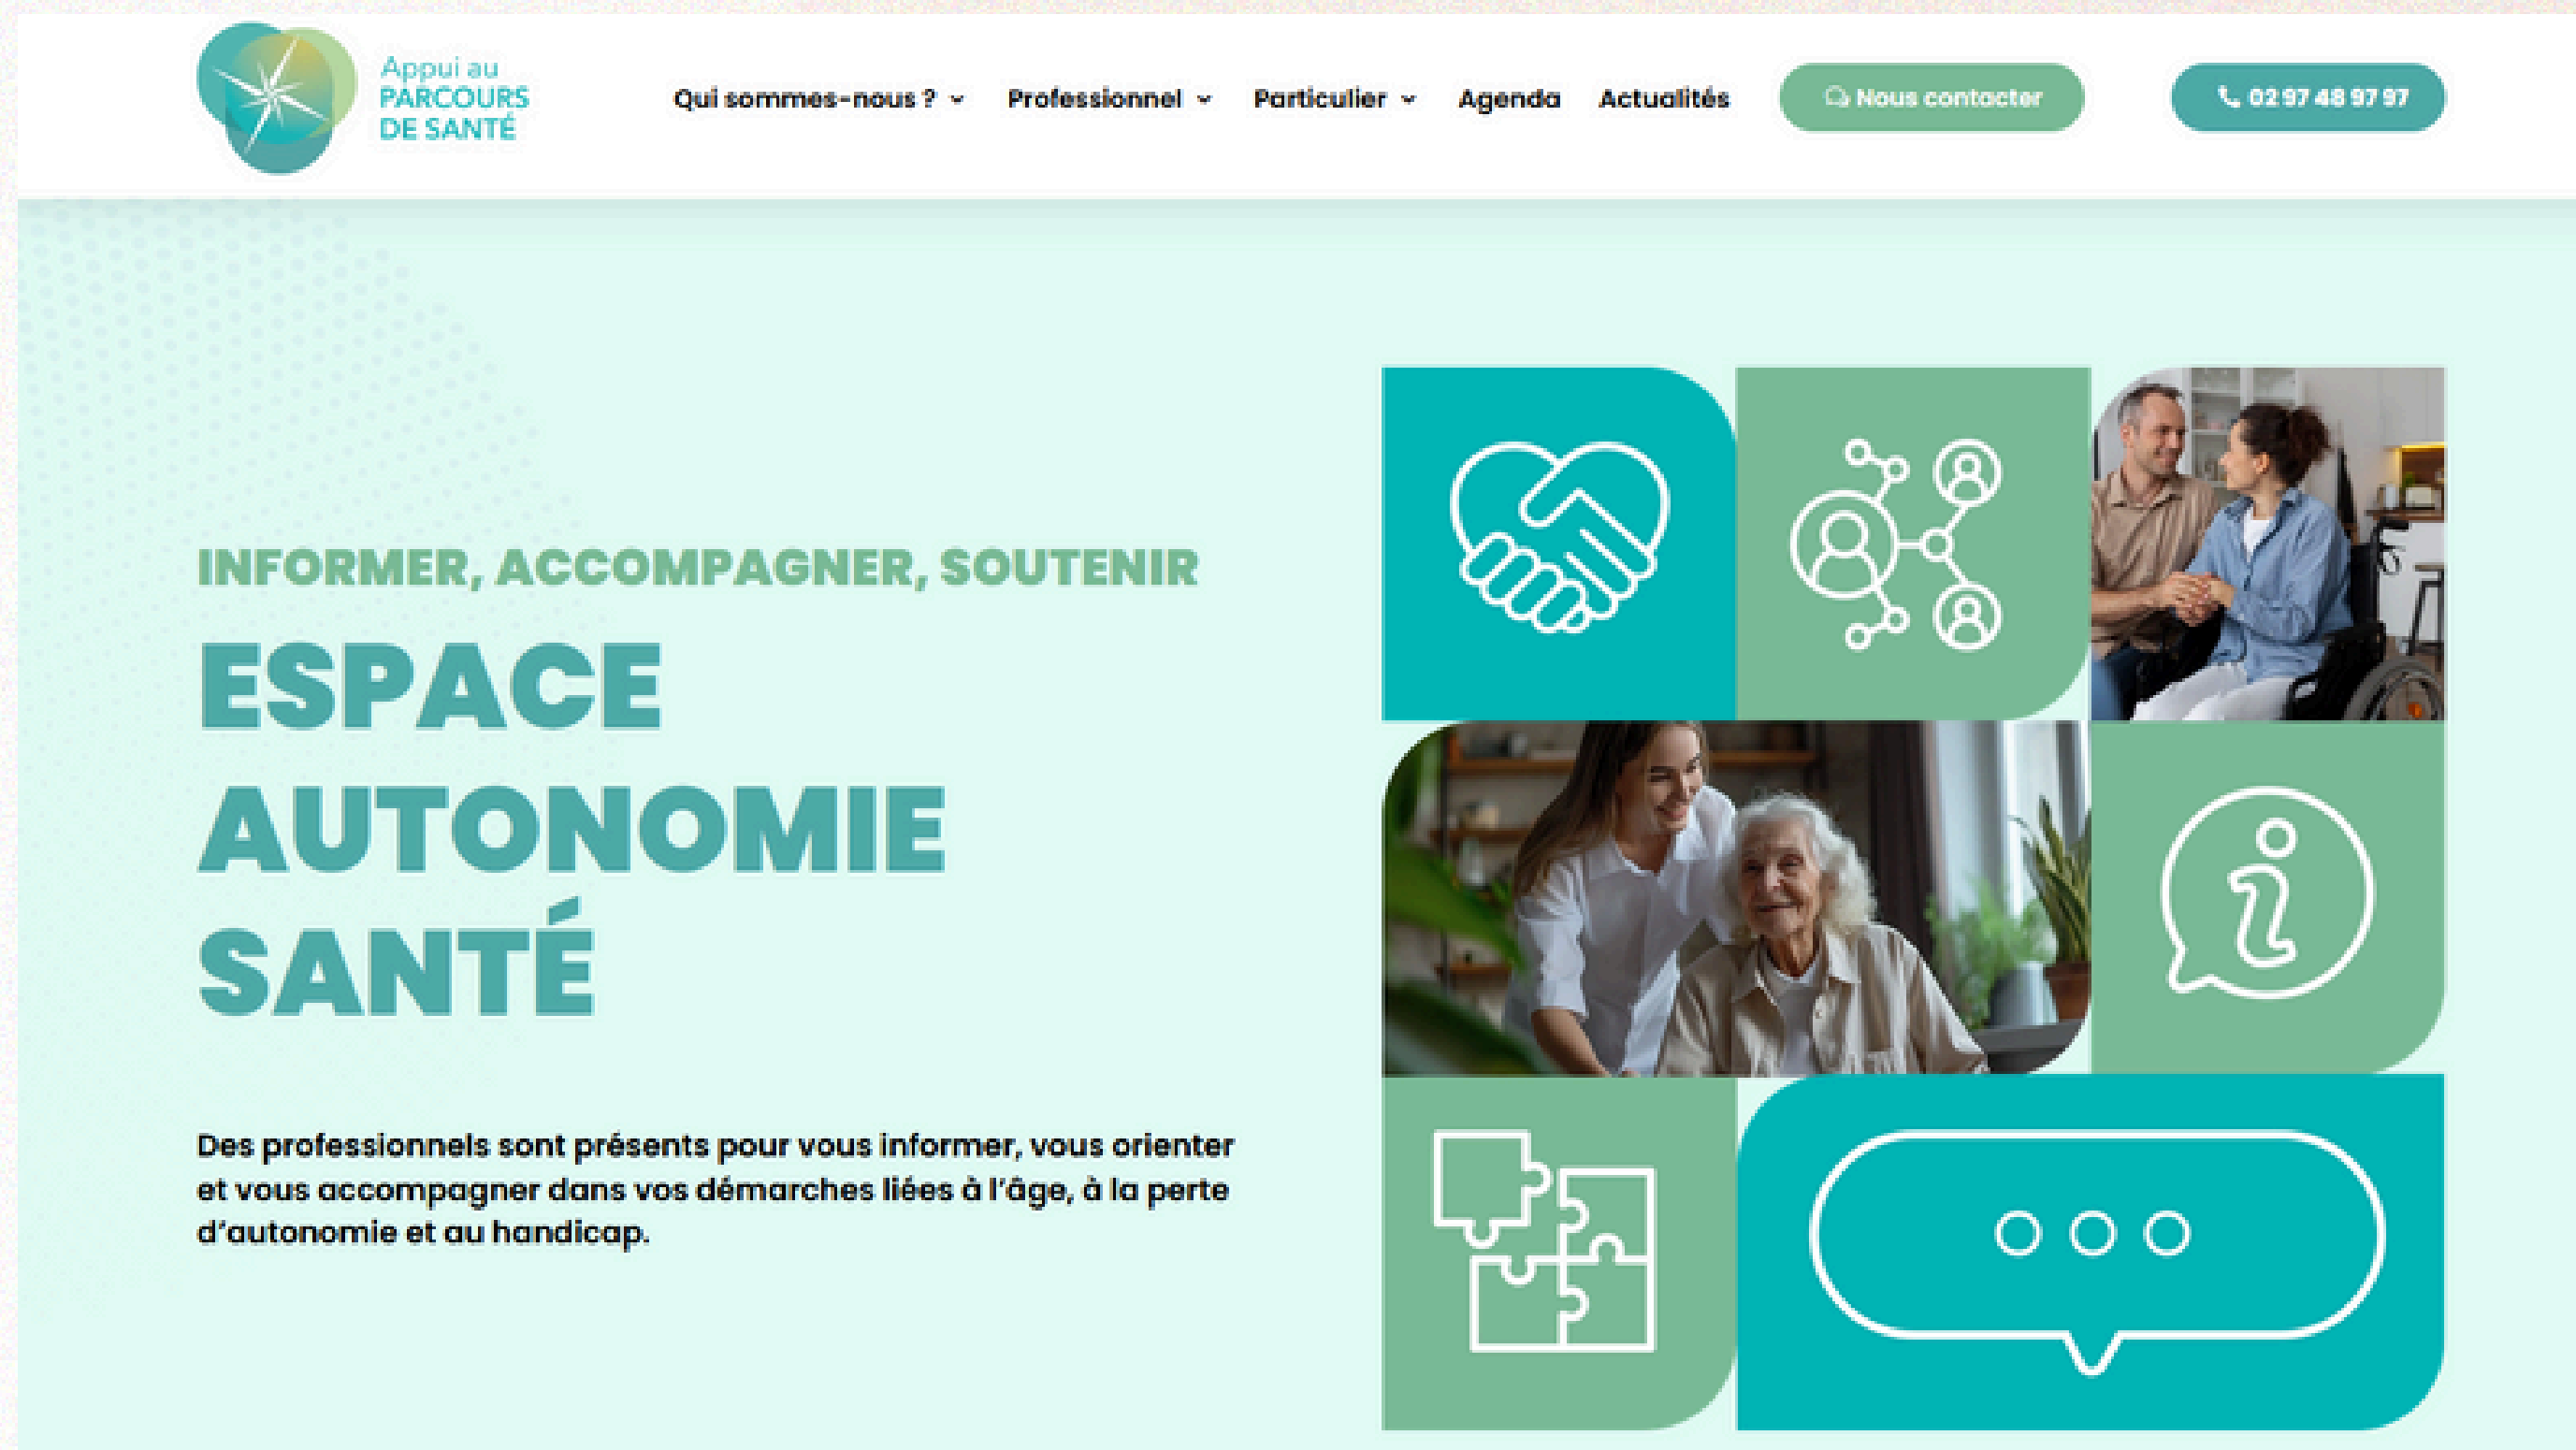 Appui au
PARCOURS
DE SANTÉ
Qui sommes-nous ?
Professionnel
Particulier
Agenda
Actualités
Nous contacter
02 97 48 97 97
INFORMER, ACCOMPAGNER, SOUTENIR
ESPACE
AUTONOMIE
SANTÉ
Des professionnels sont présents pour vous informer, vous orienter
et vous accompagner dans vos démarches liées à l’âge, à la perte
d’autonomie et au handicap.